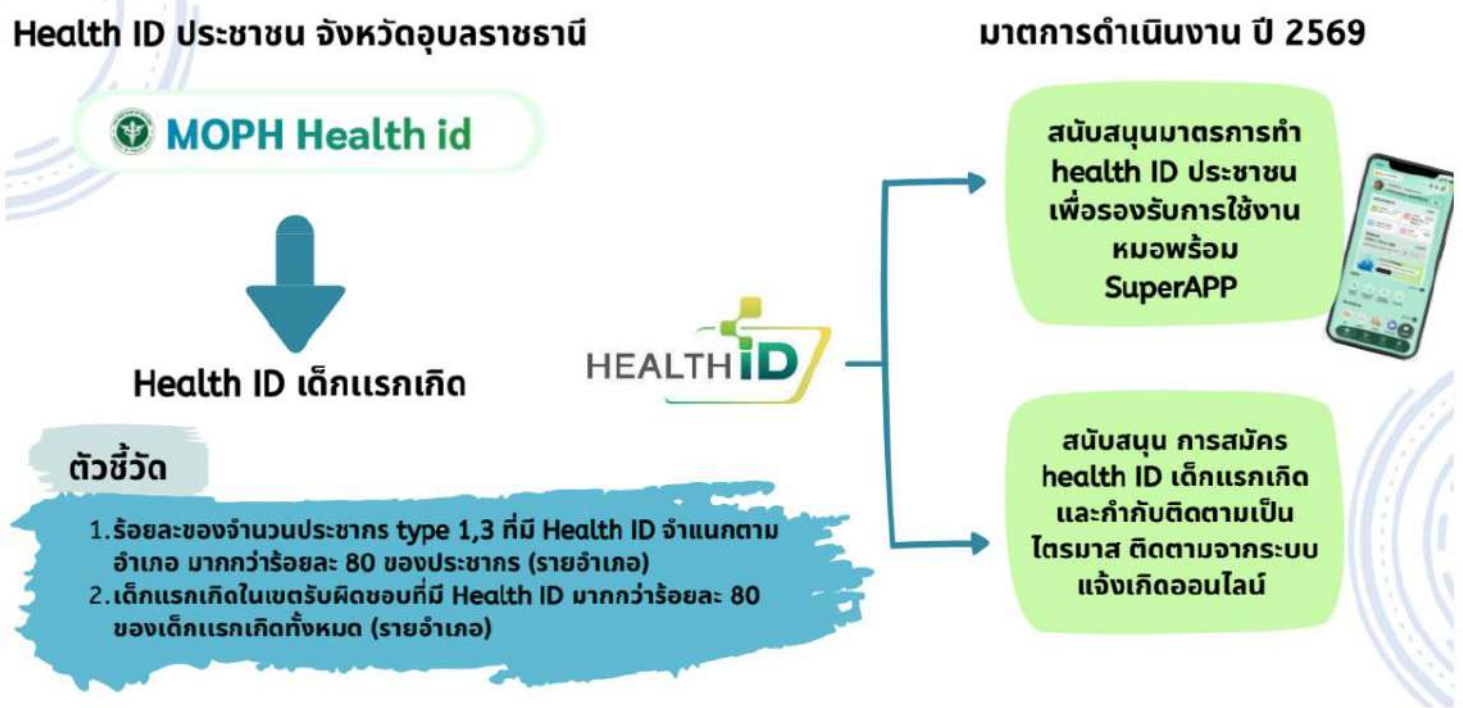 Health ID ประชาชน จังหวัดอุบลราชธานี
MOPH Health id
Health ID เด็กแรกเกิด
ตัวชี้วัด
1. ร้อยละของจำนวนประชากร type 1,3 ที่มี Health ID จำแนกตาม
อำเภอ มากกว่าร้อยละ 80 ของประชากร (รายอำเภอ)
2. เด็กแรกเกิดในเขตรับผิดชอบที่มี Health ID มากกว่าร้อยละ 80
ของเด็กแรกเกิดทั้งหมด (รายอำเภอ)
HEALTH iD
มาตการดำเนินงาน ปี 2569
สนับสนุนมาตรการทำ
health ID ประชาชน
เพื่อรองรับการใช้งาน
หมอพร้อม
SuperAPP
สนับสนุน การสมัคร
health ID เด็กแรกเกิด
และกำกับติดตามเป็น
ไตรมาส ติดตามจากระบบ
แจ้งเกิดออนไลน์